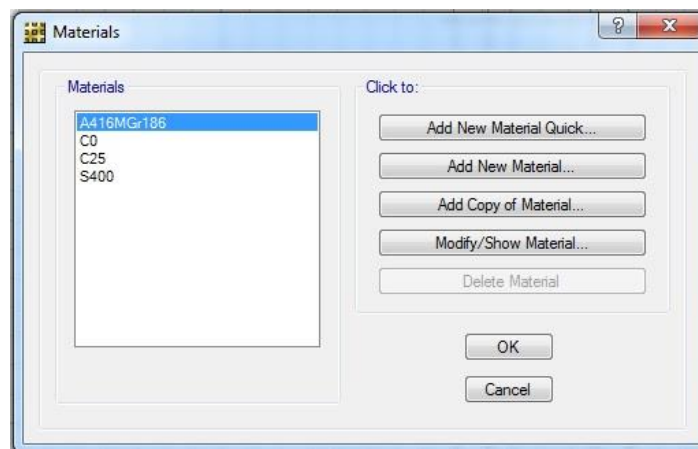 Materials
Materials
A416MGr186
C0
C25
S400
Click to:
Add New Material Quick...
Add New Material...
Add Copy of Material...
Modify/Show Material...
Delete Material
OK
Cancel